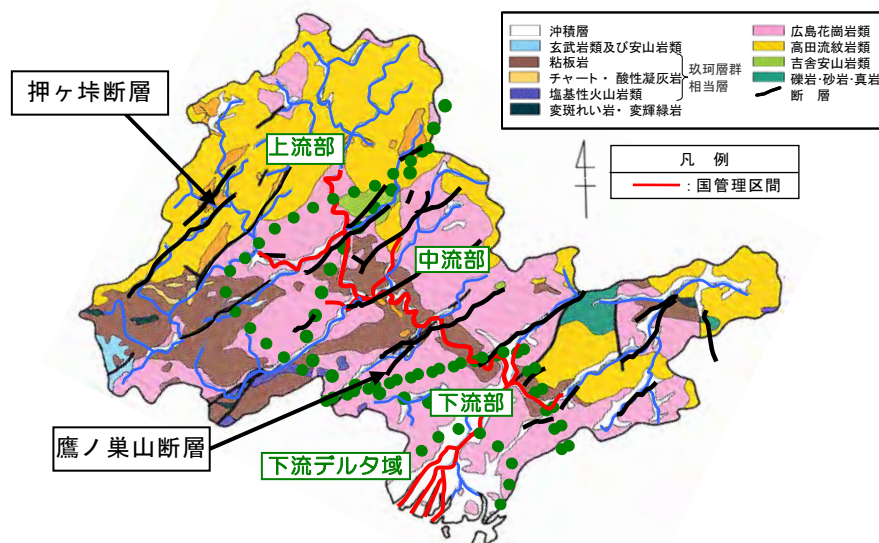 沖積層
玄武岩類及び安山岩類
粘板岩
チャート・酸性凝灰岩
塩基性火山岩類
変斑れい岩・変輝緑岩
玖珂層群
相当層
広島花崗岩類
高田流紋岩類
吉舎安山岩類
礫岩・砂岩・真岩
断 層
凡 例
:国管理区間
押ヶ垰断層
上流部
中流部
下流部
鷹ノ巣山断層
下流デルタ域